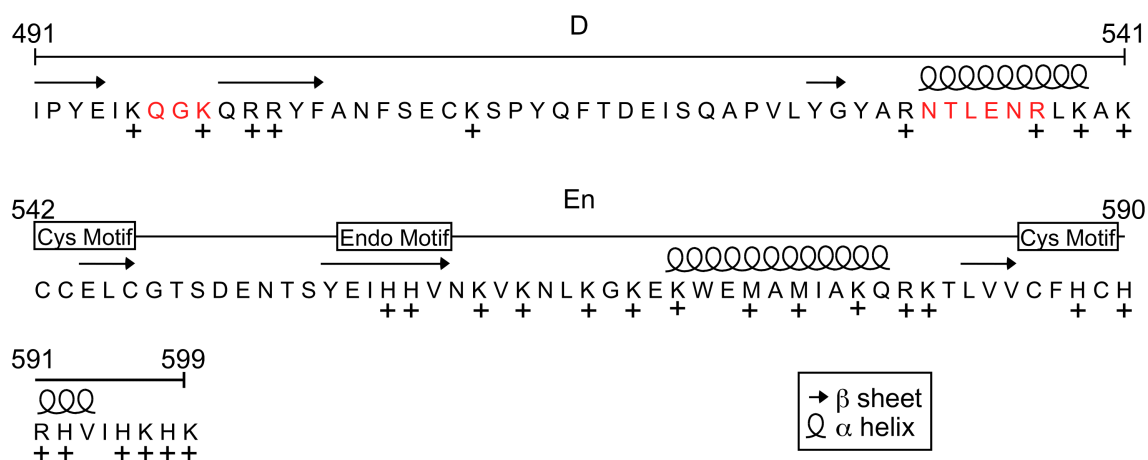 D
491 541
I P Y E I K Q G K Q R R Y F A N F S E C K S P Y Q F T D E I S Q A P V L Y G Y A R N T L E N R L K A K
+ + + + + + + + +
En
542 590
Cys Motif Endo Motif Cys Motif
C C E L C G T S D E N T S Y E I H H V N K V K N L K G K E K W E M A M I A K Q R K T L V V C F H C H
+ + + + + + + + + + + + + +
591 599
R H V I H K H K
+ + + + + +
β sheet
α helix